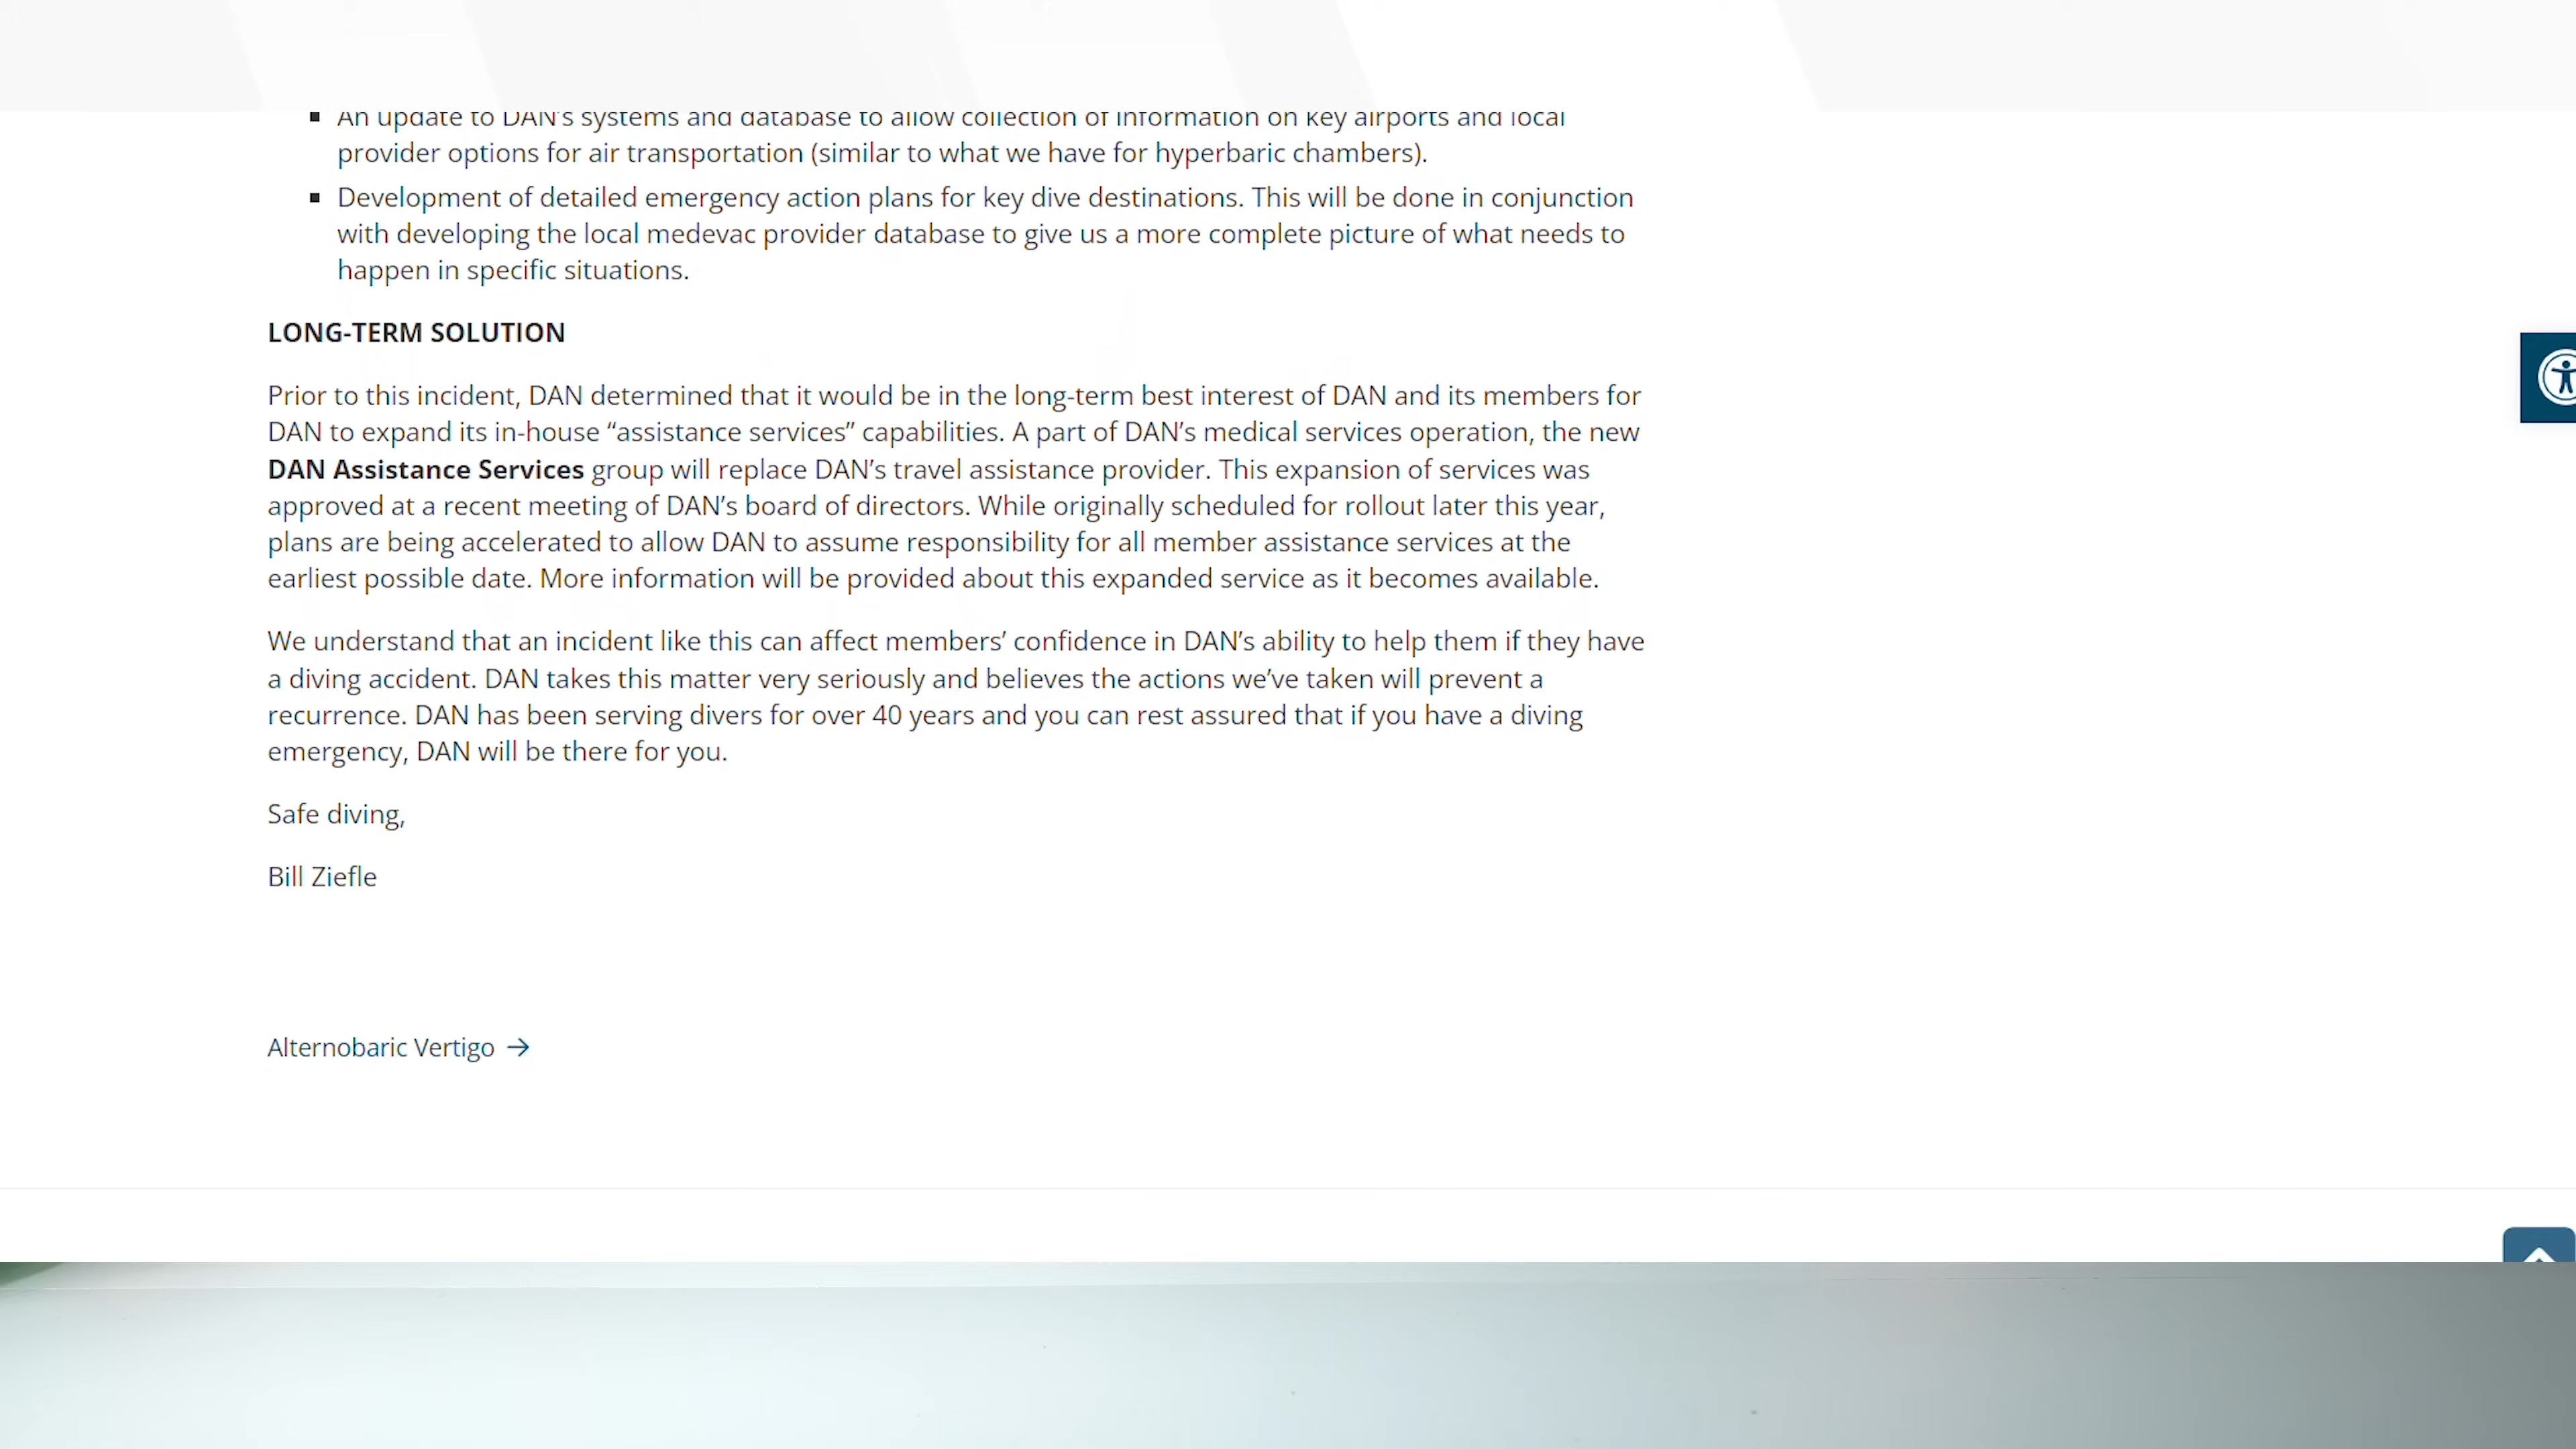 An update to DAN's systems and database to allow collection of information on key airports and local
provider options for air transportation (similar to what we have for hyperbaric chambers).
Development of detailed emergency action plans for key dive destinations. This will be done in conjunction
with developing the local medevac provider database to give us a more complete picture of what needs to
happen in specific situations.
LONG-TERM SOLUTION
Prior to this incident, DAN determined that it would be in the long-term best interest of DAN and its members for
DAN to expand its in-house “assistance services” capabilities. A part of DAN’s medical services operation, the new
DAN Assistance Services group will replace DAN’s travel assistance provider. This expansion of services was
approved at a recent meeting of DAN’s board of directors. While originally scheduled for rollout later this year,
plans are being accelerated to allow DAN to assume responsibility for all member assistance services at the
earliest possible date. More information will be provided about this expanded service as it becomes available.
We understand that an incident like this can affect members’ confidence in DAN’s ability to help them if they have
a diving accident. DAN takes this matter very seriously and believes the actions we’ve taken will prevent a
recurrence. DAN has been serving divers for over 40 years and you can rest assured that if you have a diving
emergency, DAN will be there for you.
Safe diving,
Bill Ziefle
Alternobaric Vertigo →